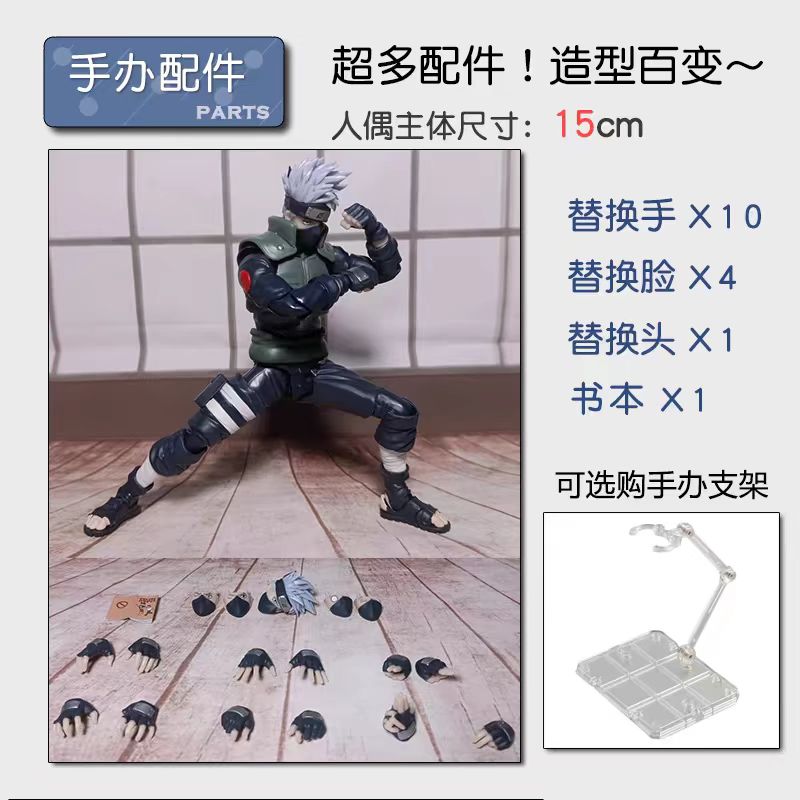 手办配件
PARTS
超多配件！造型百变～
人偶主体尺寸：15cm
替换手 X10
替换脸 X4
替换头 X1
书本 X1
可选购手办支架